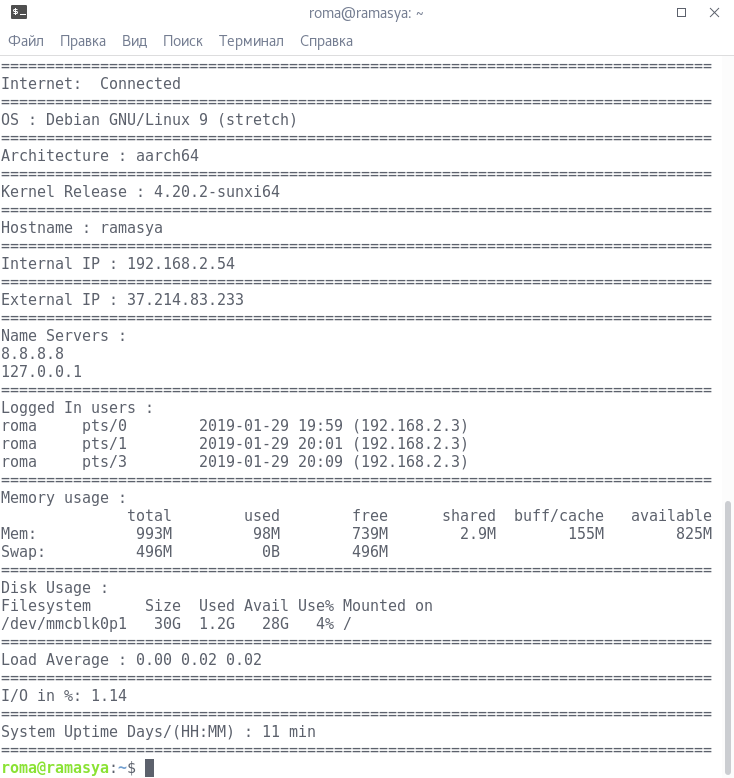 roma@ramasya: ~
Файл Правка Вид Поиск Терминал Справка
===============================================================================
Internet:  Connected
===============================================================================
OS : Debian GNU/Linux 9 (stretch)
===============================================================================
Architecture : aarch64
===============================================================================
Kernel Release : 4.20.2-sunxi64
===============================================================================
Hostname : ramasya
===============================================================================
Internal IP : 192.168.2.54
===============================================================================
External IP : 37.214.83.233
===============================================================================
Name Servers :
8.8.8.8
127.0.0.1
===============================================================================
Logged In users :
roma     pts/0        2019-01-29 19:59 (192.168.2.3)
roma     pts/1        2019-01-29 20:01 (192.168.2.3)
roma     pts/3        2019-01-29 20:09 (192.168.2.3)
===============================================================================
Memory usage :
              total        used        free      shared  buff/cache   available
Mem:           993M         98M        739M        2.9M        155M        825M
Swap:          496M          0B        496M
===============================================================================
Disk Usage :
Filesystem      Size  Used Avail Use% Mounted on
/dev/mmcblk0p1   30G  1.2G   28G   4% /
===============================================================================
Load Average : 0.00 0.02 0.02
===============================================================================
I/O in %: 1.14
===============================================================================
System Uptime Days/(HH:MM) : 11 min
===============================================================================
roma@ramasya:~$